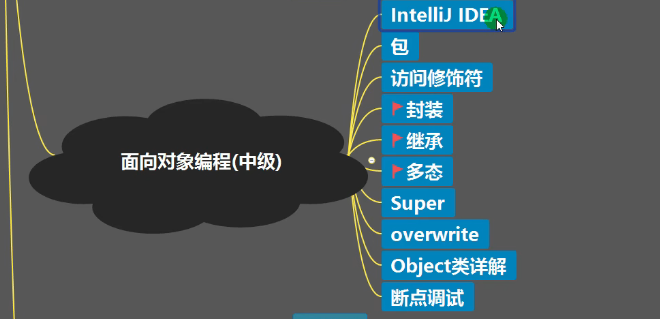 IntelliJ IDEA
包
访问修饰符
封装
继承
多态
面向对象编程(中级)
Super
overwrite
Object类详解
断点调试